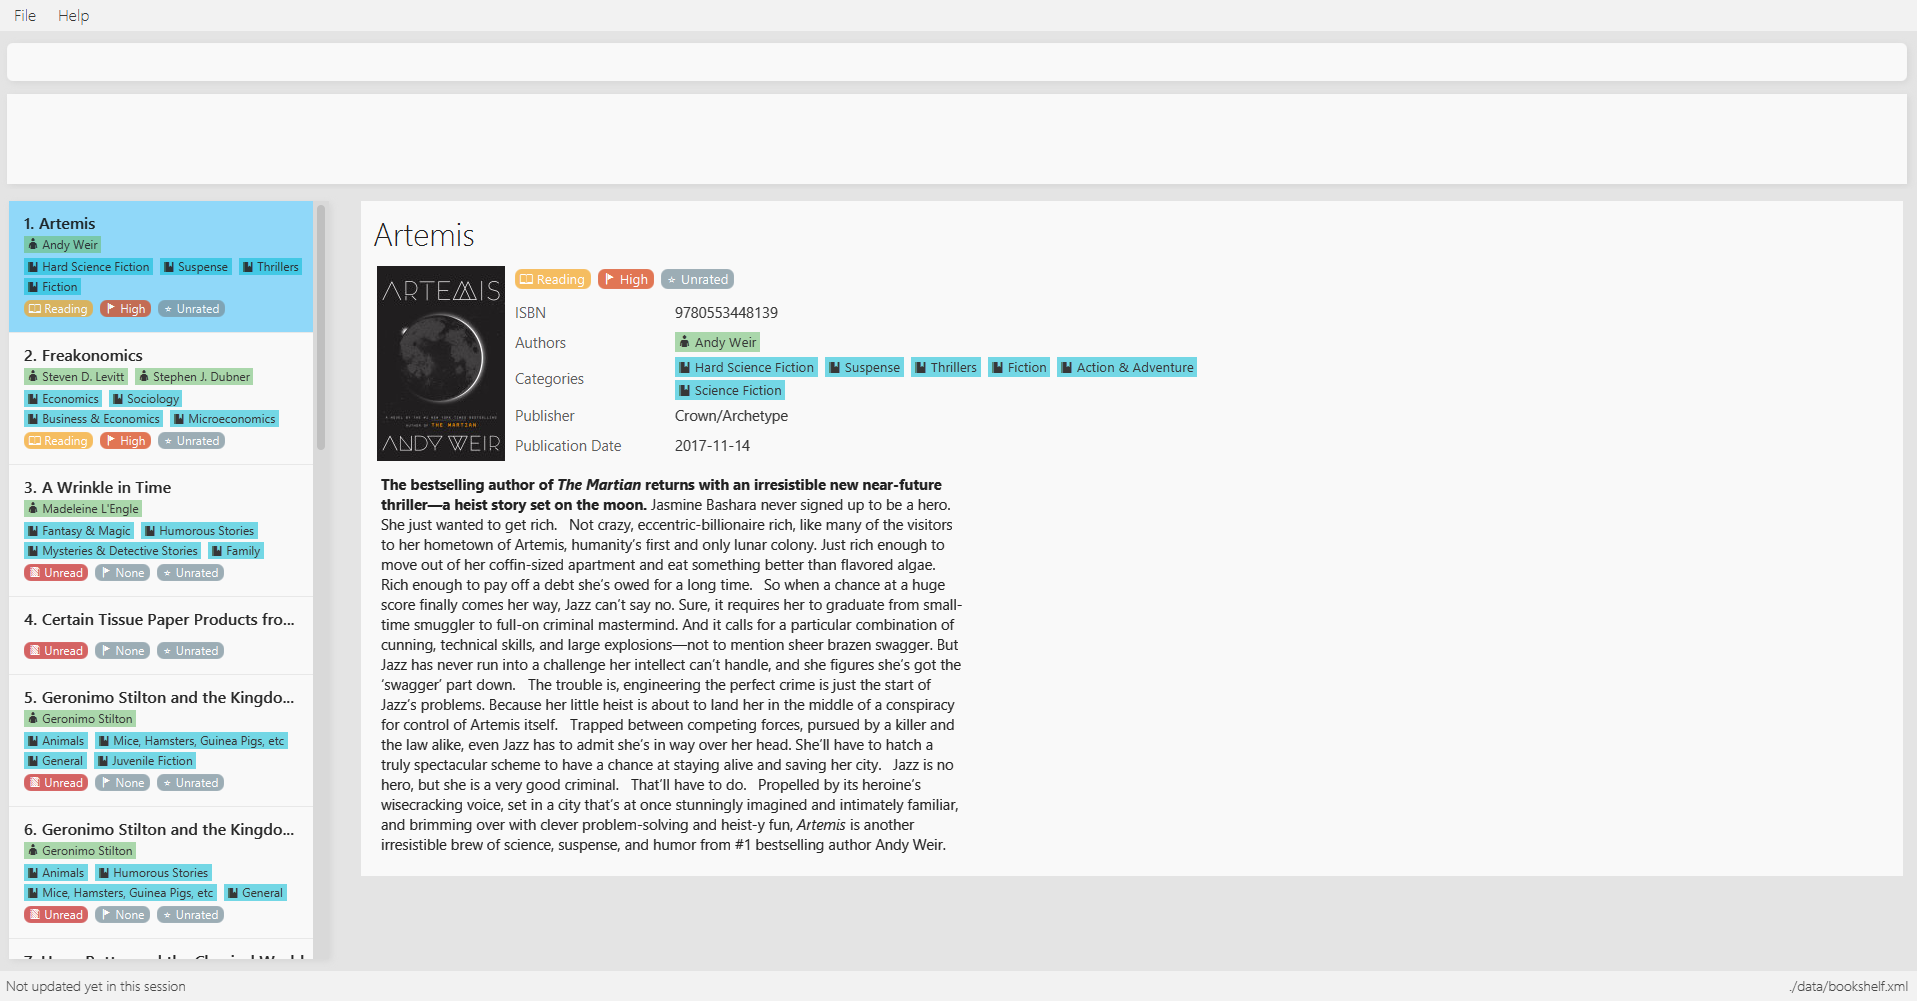 File Help
1. Artemis
Andy Weir
Hard Science Fiction Suspense Thrillers
Fiction
Reading High Unrated
2. Freakonomics
Steven D. Levitt Stephen J. Dubner
Economics Sociology
Business & Economics Microeconomics
Reading High Unrated
3. A Wrinkle in Time
Madeleine L'Engle
Fantasy & Magic Humorous Stories
Mysteries & Detective Stories Family
Unread None Unrated
4. Certain Tissue Paper Products fro...
Unread None Unrated
5. Geronimo Stilton and the Kingdo...
Geronimo Stilton
Animals Mice, Hamsters, Guinea Pigs, etc
General Juvenile Fiction
Unread None Unrated
6. Geronimo Stilton and the Kingdo...
Geronimo Stilton
Animals Humorous Stories
Mice, Hamsters, Guinea Pigs, etc General
Unread None Unrated
Artemis
ARTEMIS
A NOVEL BY THE #1 NEW YORK TIMES BESTSELLING
AUTHOR OF THE MARTIAN
ANDY WEIR
Reading High Unrated
ISBN 9780553448139
Authors Andy Weir
Categories Hard Science Fiction Suspense Thrillers Fiction Action & Adventure
Science Fiction
Publisher Crown/Archetype
Publication Date 2017-11-14
The bestselling author of The Martian returns with an irresistible new near-future
thriller—a heist story set on the moon. Jasmine Bashara never signed up to be a hero.
She just wanted to get rich. Not crazy, eccentric-billionaire rich, like many of the visitors
to her hometown of Artemis, humanity’s first and only lunar colony. Just rich enough to
move out of her coffin-sized apartment and eat something better than flavored algae.
Rich enough to pay off a debt she’s owed for a long time. So when a chance at a huge
score finally comes her way, Jazz can’t say no. Sure, it requires her to graduate from small-
time smuggler to full-on criminal mastermind. And it calls for a particular combination of
cunning, technical skills, and large explosions—not to mention sheer brazen swagger. But
Jazz has never run into a challenge her intellect can’t handle, and she figures she’s got the
‘swagger’ part down. The trouble is, engineering the perfect crime is just the start of
Jazz’s problems. Because her little heist is about to land her in the middle of a conspiracy
for control of Artemis itself. Trapped between competing forces, pursued by a killer and
the law alike, even Jazz has to admit she’s in way over her head. She’ll have to hatch a
truly spectacular scheme to have a chance at staying alive and saving her city. Jazz is no
hero, but she is a very good criminal. That’ll have to do. Propelled by its heroine’s
wisecracking voice, set in a city that’s at once stunningly imagined and intimately familiar,
and brimming over with clever problem-solving and heist-y fun, Artemis is another
irresistible brew of science, suspense, and humor from #1 bestselling author Andy Weir.
Not updated yet in this session
./data/bookshelf.xml